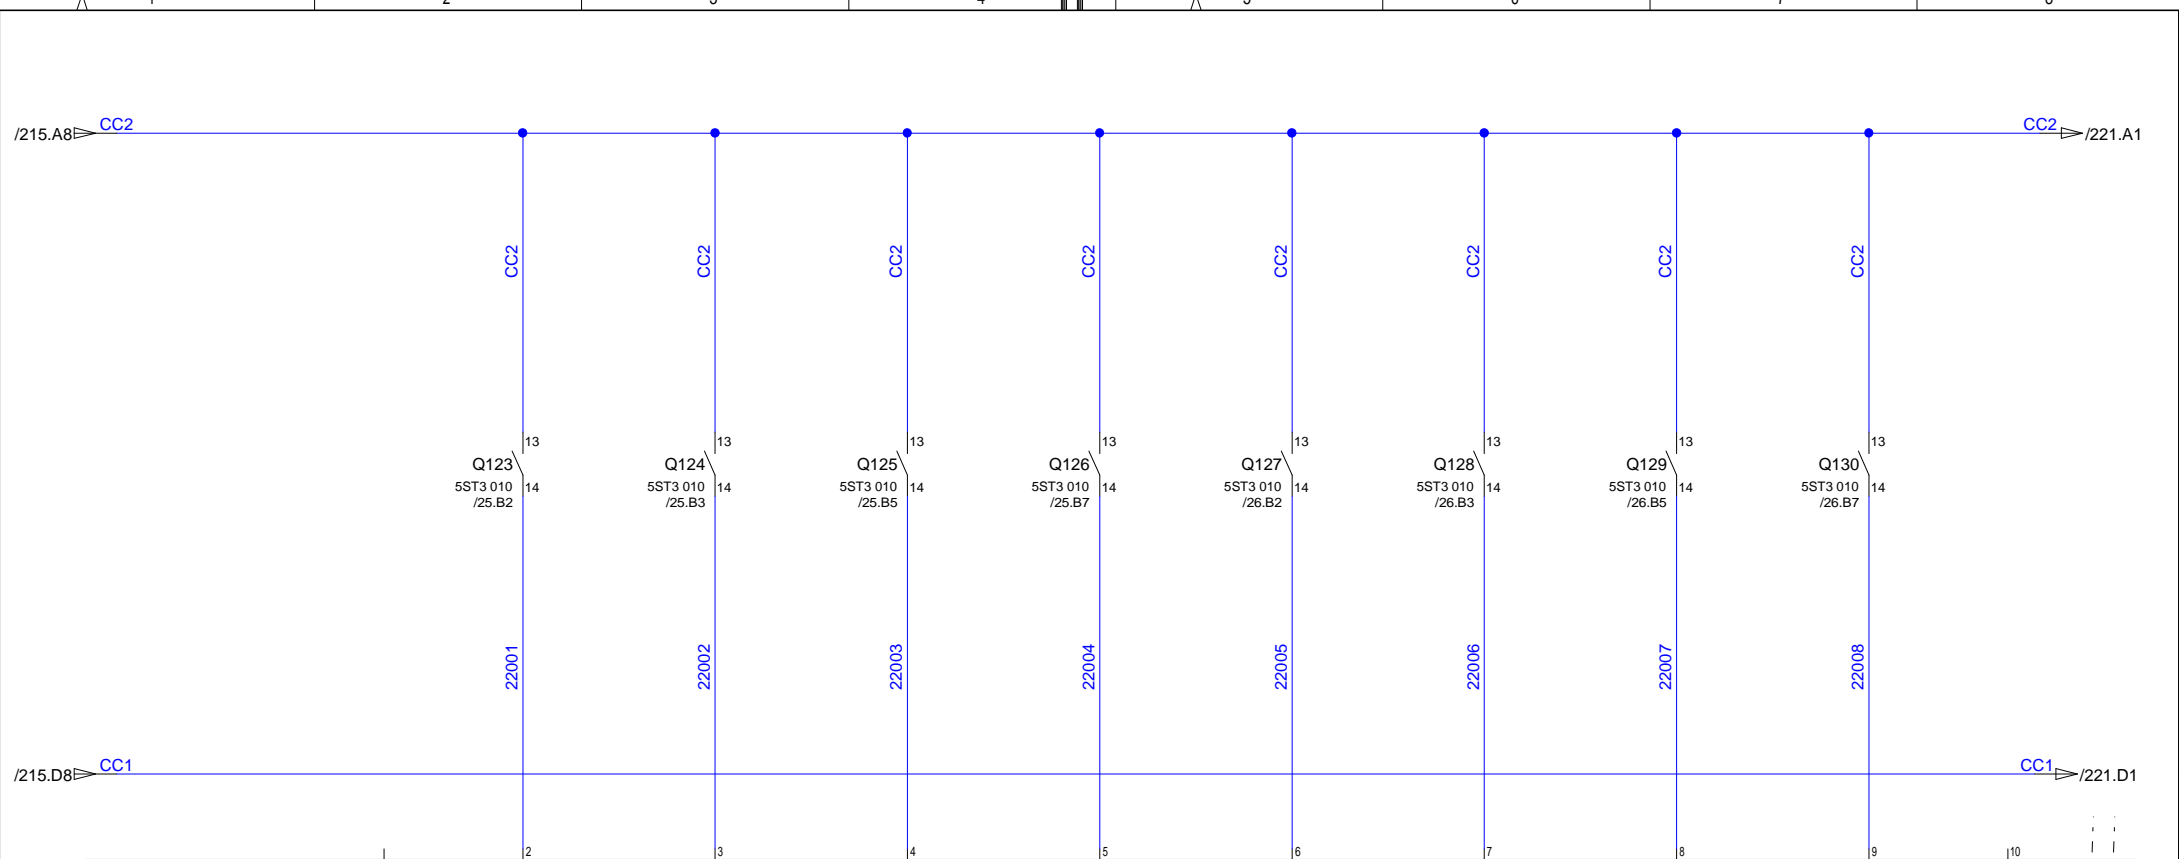 /215.A8 CC2 CC2 /221.A1
CC2 CC2 CC2 CC2 CC2 CC2 CC2 CC2
13 13 13 13 13 13 13 13
Q123 Q124 Q125 Q126 Q127 Q128 Q129 Q130
5ST3 010 14 5ST3 010 14 5ST3 010 14 5ST3 010 14 5ST3 010 14 5ST3 010 14 5ST3 010 14 5ST3 010 14
/25.B2 /25.B3 /25.B5 /25.B7 /26.B2 /26.B3 /26.B5 /26.B7
22001 22002 22003 22004 22005 22006 22007 22008
/215.D8 CC1 CC1 /221.D1
2 3 4 5 6 7 8 9 10